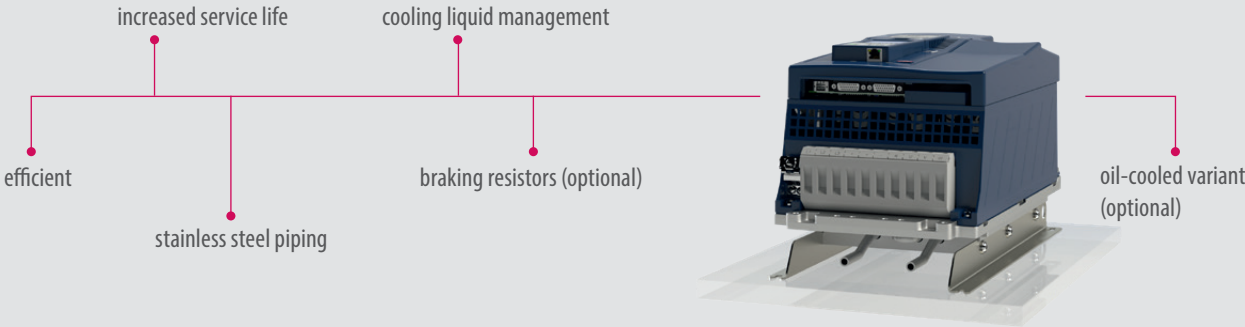 increased service life
cooling liquid management
efficient
braking resistors (optional)
oil-cooled variant
(optional)
stainless steel piping